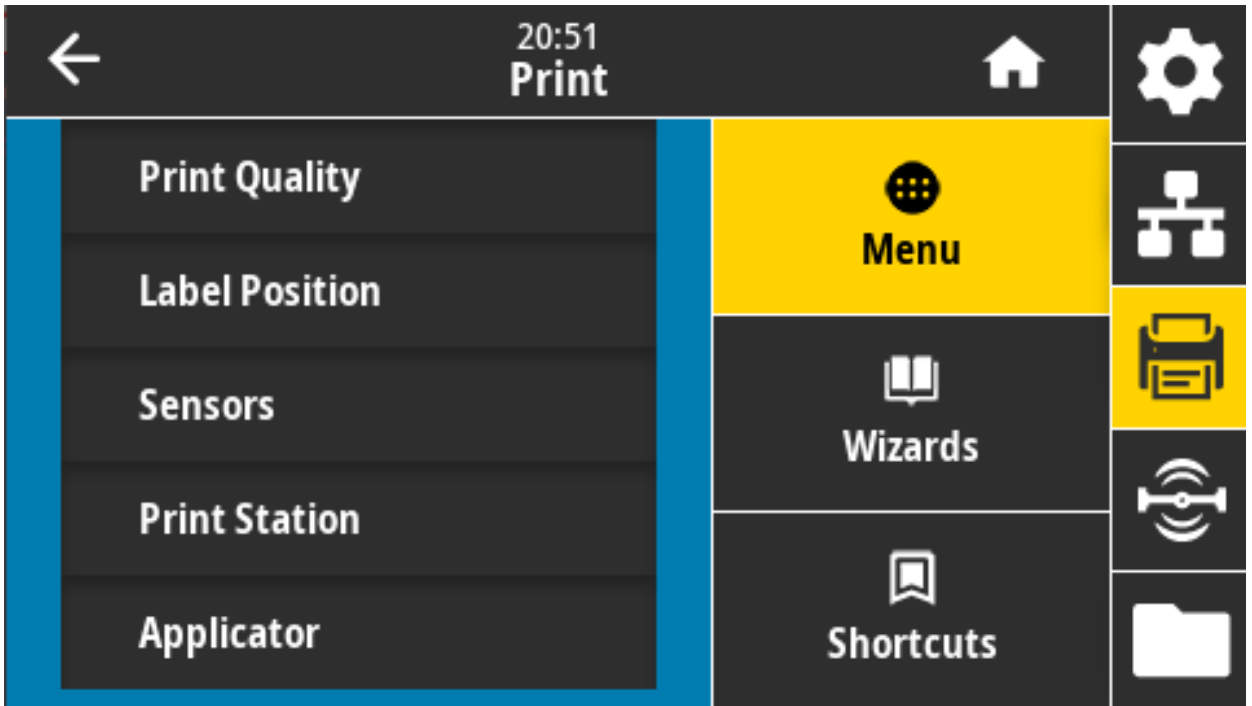 20:51
Print
Print Quality
Label Position
Sensors
Print Station
Applicator
Menu
Wizards
Shortcuts